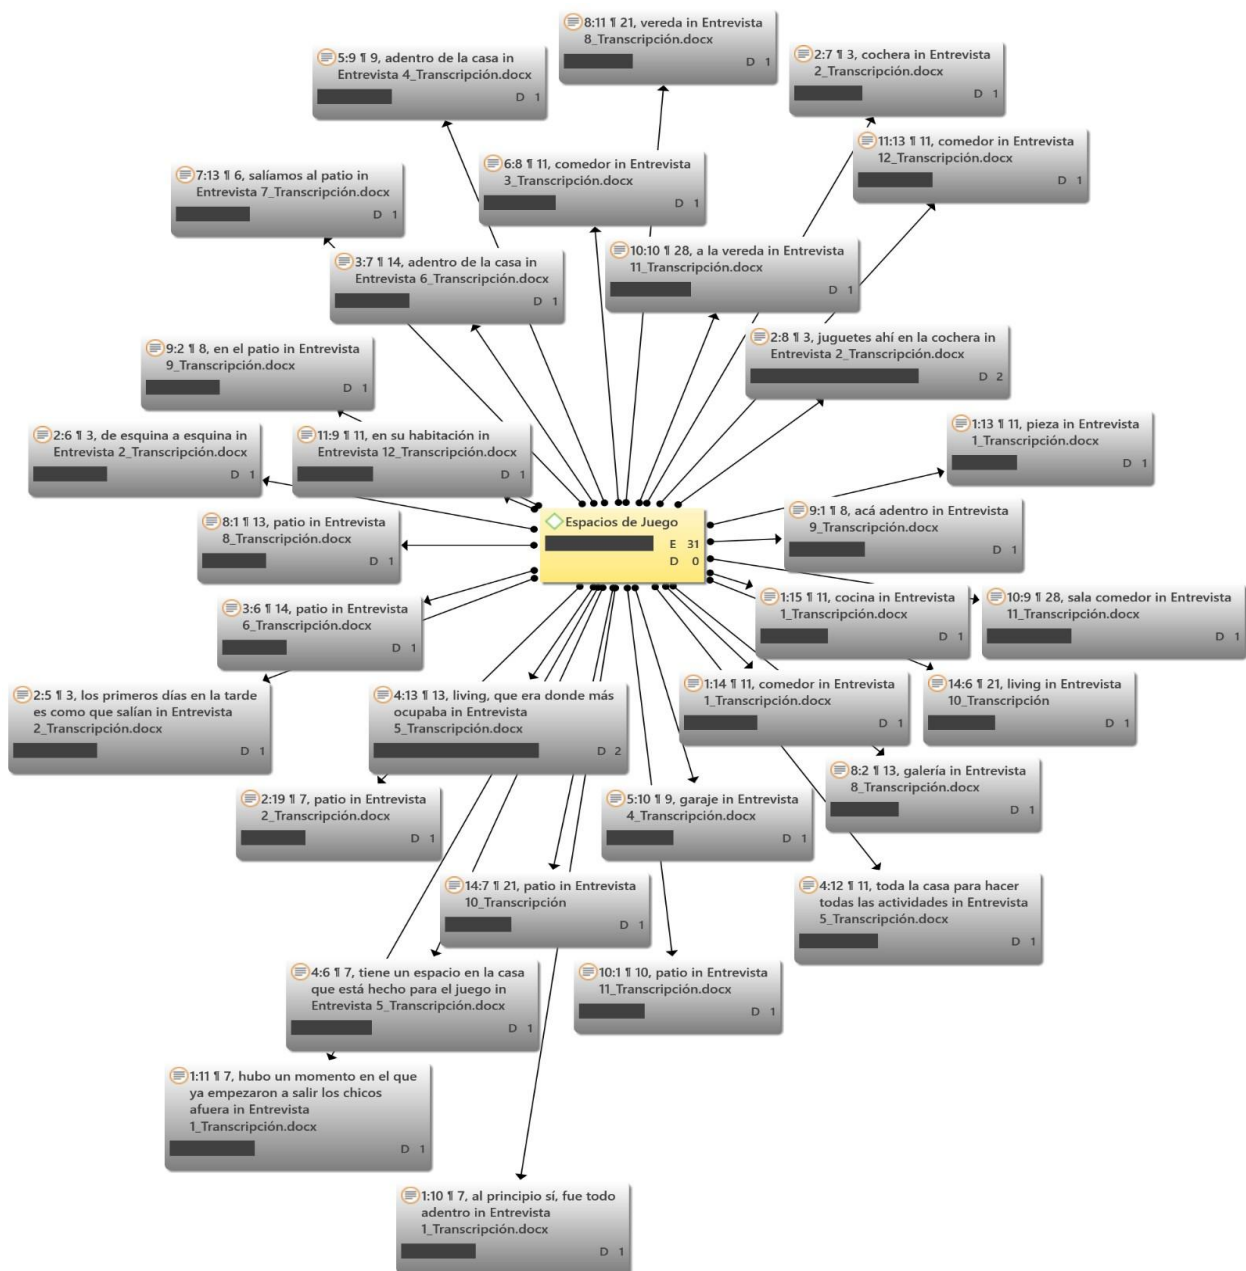 8:11 ¶ 21, vereda in Entrevista
8_Transcripción.docx
D 1
5:9 ¶ 9, adentro de la casa in
Entrevista 4_Transcripción.docx
D 1
2:7 ¶ 3, cochera in Entrevista
2_Transcripción.docx
D 1
11:13 ¶ 11, comedor in Entrevista
12_Transcripción.docx
D 1
6:8 ¶ 11, comedor in Entrevista
3_Transcripción.docx
D 1
7:13 ¶ 6, salíamos al patio in
Entrevista 7_Transcripción.docx
D 1
10:10 ¶ 28, a la vereda in Entrevista
11_Transcripción.docx
D 1
3:7 ¶ 14, adentro de la casa in
Entrevista 6_Transcripción.docx
D 1
2:8 ¶ 3, juguetes ahí en la cochera in
Entrevista 2_Transcripción.docx
D 2
9:2 ¶ 8, en el patio in Entrevista
9_Transcripción.docx
D 1
2:6 ¶ 3, de esquina a esquina in
Entrevista 2_Transcripción.docx
D 1
11:9 ¶ 11, en su habitación in
Entrevista 12_Transcripción.docx
D 1
1:13 ¶ 11, pieza in Entrevista
1_Transcripción.docx
D 1
8:1 ¶ 13, patio in Entrevista
8_Transcripción.docx
D 1
Espacios de Juego
E 31
D 0
9:1 ¶ 8, acá adentro in Entrevista
9_Transcripción.docx
D 1
3:6 ¶ 14, patio in Entrevista
6_Transcripción.docx
D 1
1:15 ¶ 11, cocina in Entrevista
1_Transcripción.docx
D 1
10:9 ¶ 28, sala comedor in Entrevista
11_Transcripción.docx
D 1
2:5 ¶ 3, los primeros días en la tarde
es como que salían in Entrevista
2_Transcripción.docx
D 1
4:13 ¶ 13, living, que era donde más
ocupaba in Entrevista
5_Transcripción.docx
D 2
1:14 ¶ 11, comedor in Entrevista
1_Transcripción.docx
D 1
14:6 ¶ 21, living in Entrevista
10_Transcripción
D 1
8:2 ¶ 13, galería in Entrevista
8_Transcripción.docx
D 1
2:19 ¶ 7, patio in Entrevista
2_Transcripción.docx
D 1
5:10 ¶ 9, garaje in Entrevista
4_Transcripción.docx
D 1
14:7 ¶ 21, patio in Entrevista
10_Transcripción
D 1
4:12 ¶ 11, toda la casa para hacer
todas las actividades in Entrevista
5_Transcripción.docx
D 1
4:6 ¶ 7, tiene un espacio en la casa
que está hecho para el juego in
Entrevista 5_Transcripción.docx
D 1
10:1 ¶ 10, patio in Entrevista
11_Transcripción.docx
D 1
1:11 ¶ 7, hubo un momento en el que
ya empezaron a salir los chicos
afuera in Entrevista
1_Transcripción.docx
D 1
1:10 ¶ 7, al principio sí, fue todo
adentro in Entrevista
1_Transcripción.docx
D 1